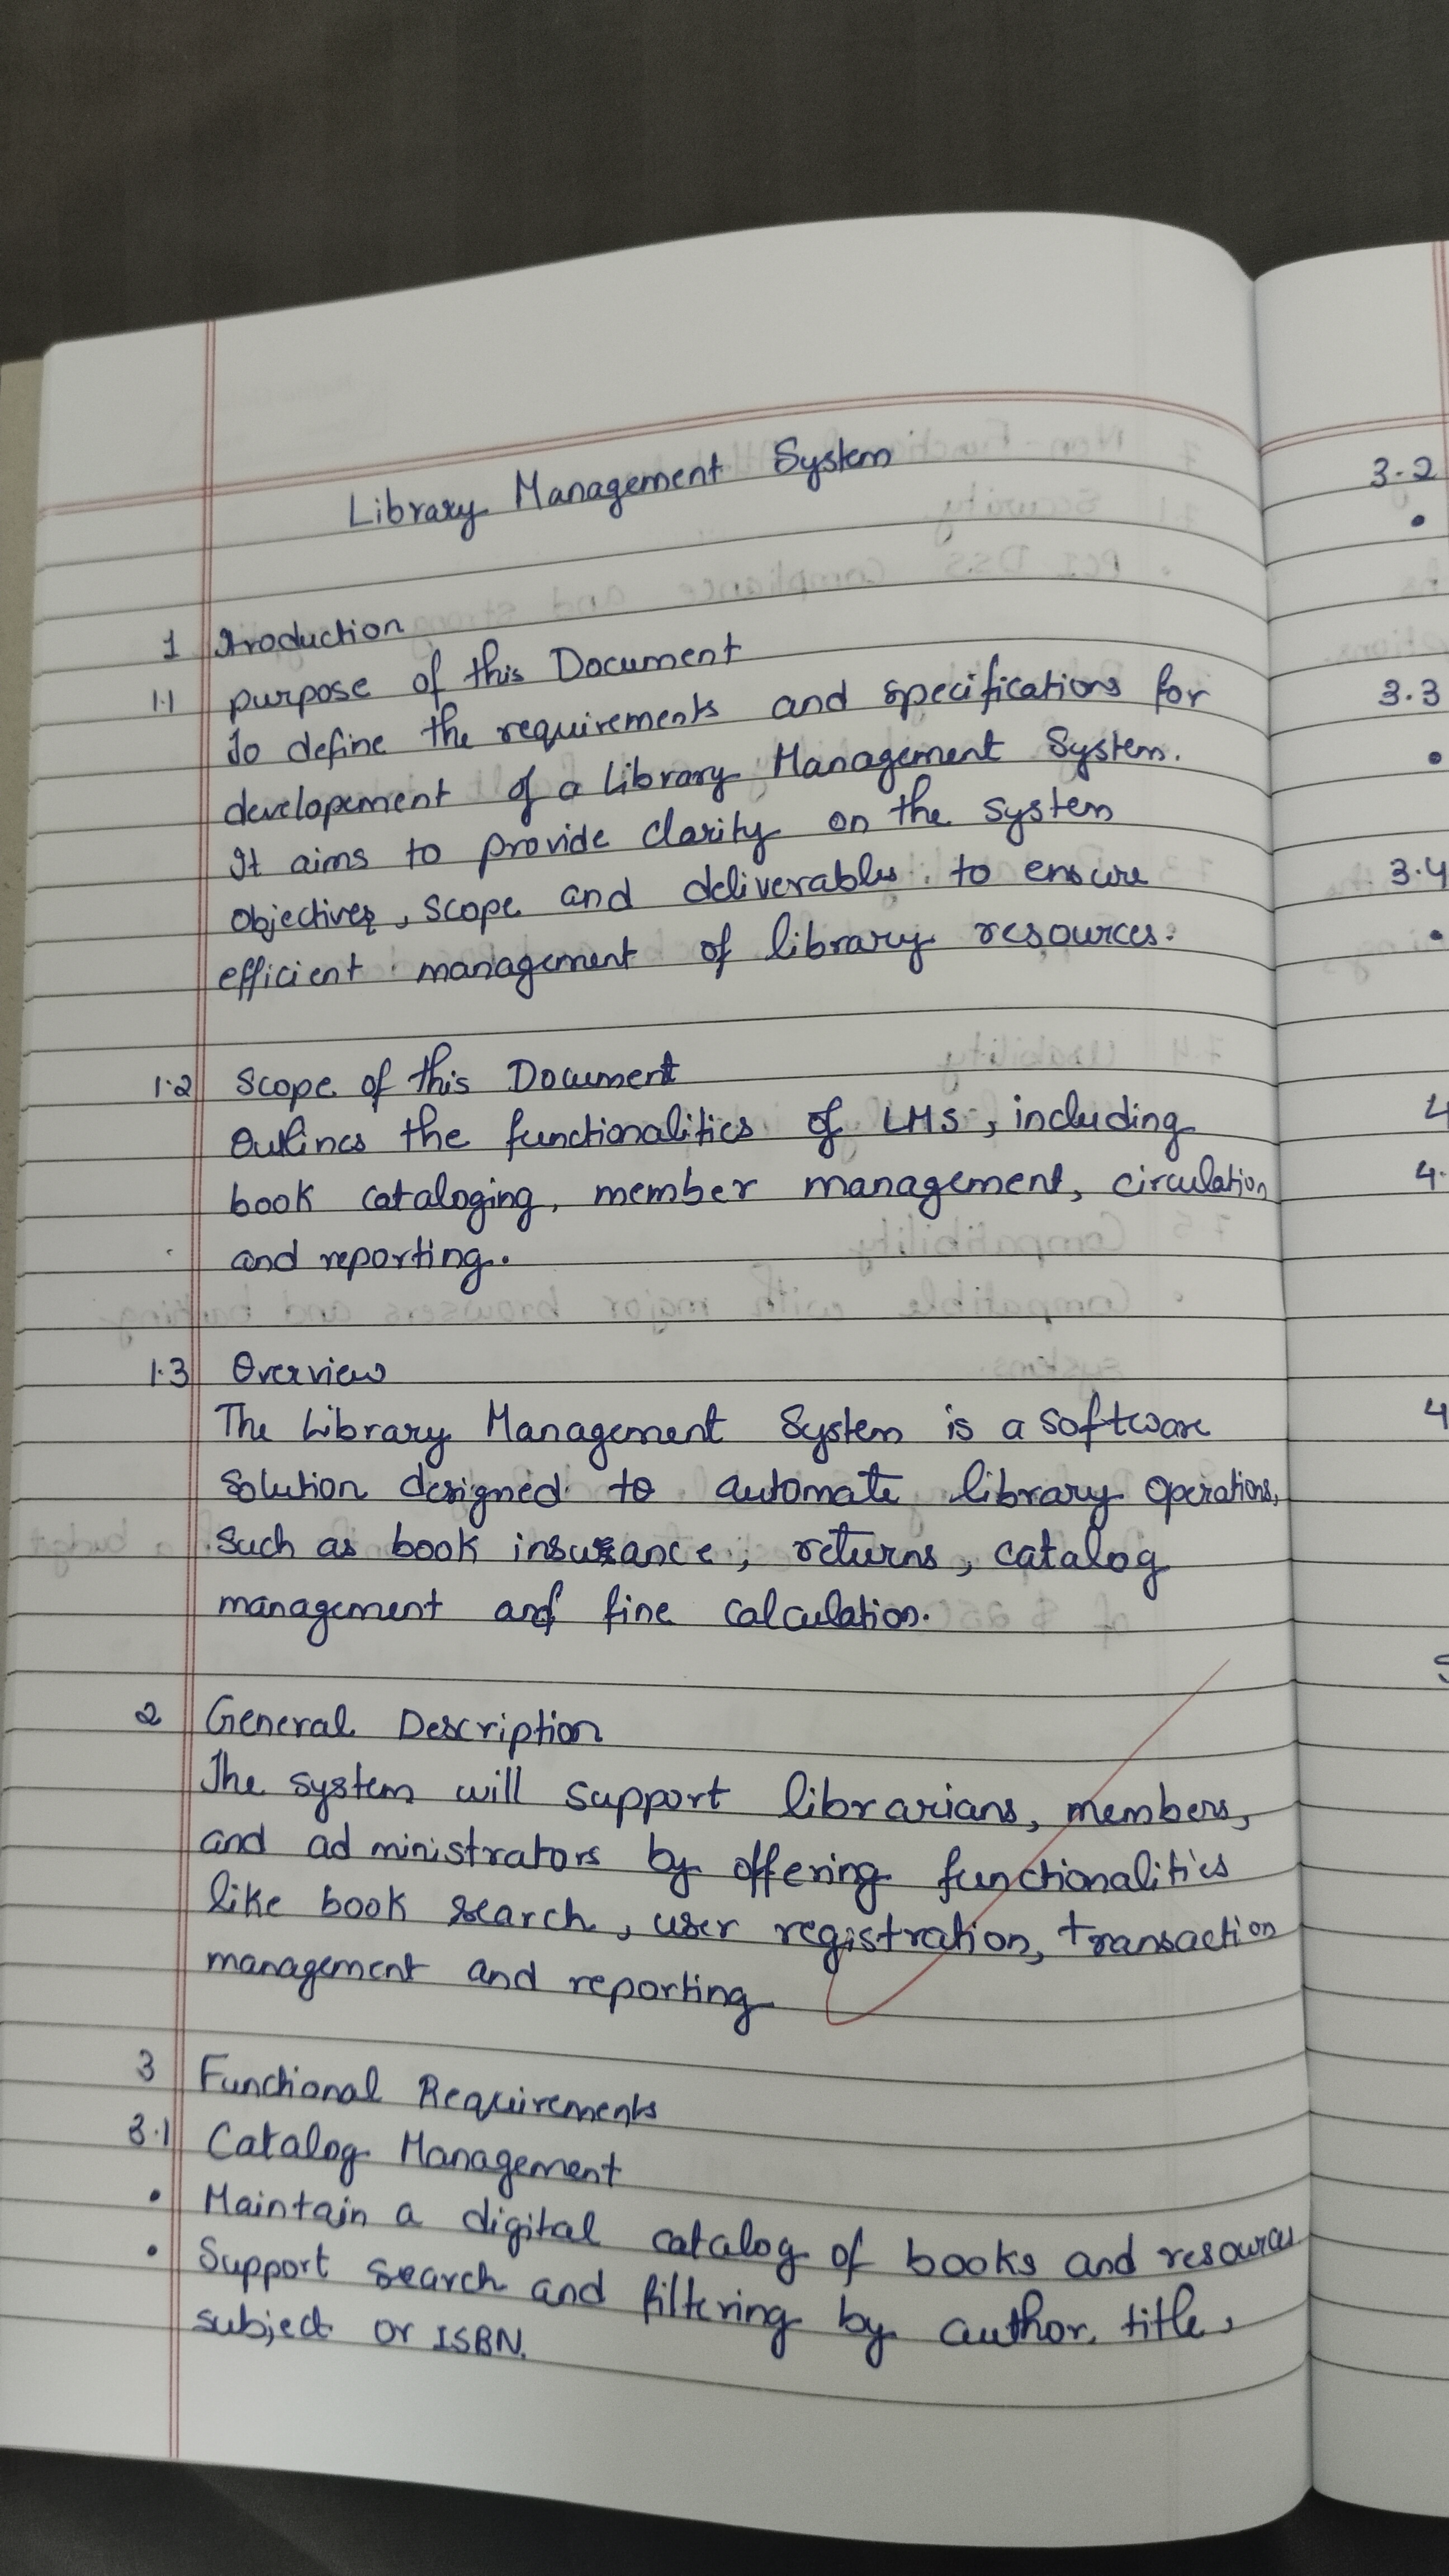 Library Management System
1 Itroduction
1.1 purpose of this Document
To define the requirements and specifications for
developement of a Library Management System.
It aims to provide clarity on the system
objectives, scope and deliverables. to ensure
efficient management of library resources.
1.2 Scope of this Document
Outlines the functionalities of LMS, including
book cataloging, member management, circulation
and reporting.
1.3 Overview
The Library Management System is a software
solution designed to automate library operations,
such as book insurance, returns, catalog
management and fine calculation.
2 General Description
The system will support librarians, members,
and administrators by offering functionalities
like book search, user registration, transaction
management and reporting
3 Functional Requirements
3.1 Catalog Management
• Maintain a digital catalog of books and resources
• Support search and filtering by author, title,
subject or ISBN.
3.2
•
3.3
•
3.4
•
4
4.
4